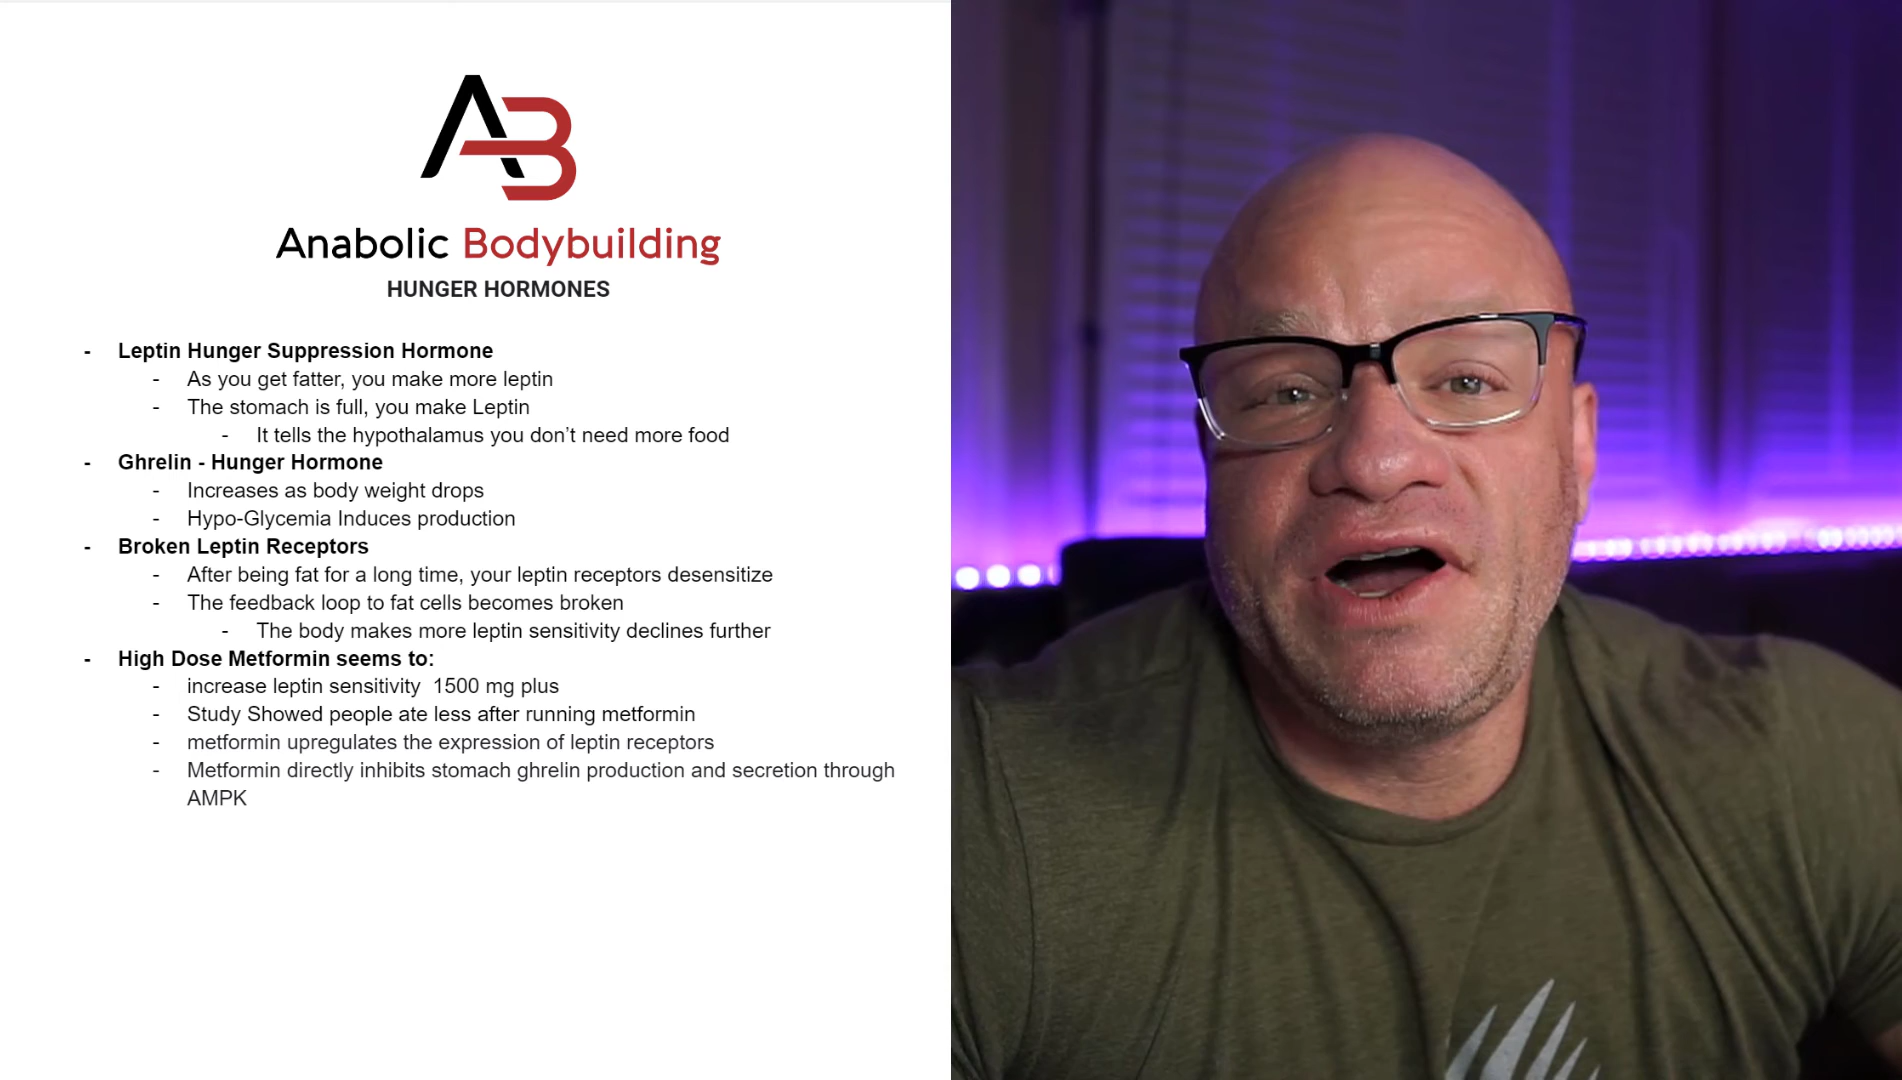 AB
Anabolic Bodybuilding
HUNGER HORMONES
- Leptin Hunger Suppression Hormone
- As you get fatter, you make more leptin
- The stomach is full, you make Leptin
- It tells the hypothalamus you don’t need more food
- Ghrelin - Hunger Hormone
- Increases as body weight drops
- Hypo-Glycemia Induces production
- Broken Leptin Receptors
- After being fat for a long time, your leptin receptors desensitize
- The feedback loop to fat cells becomes broken
- The body makes more leptin sensitivity declines further
- High Dose Metformin seems to:
- increase leptin sensitivity  1500 mg plus
- Study Showed people ate less after running metformin
- metformin upregulates the expression of leptin receptors
- Metformin directly inhibits stomach ghrelin production and secretion through
AMPK